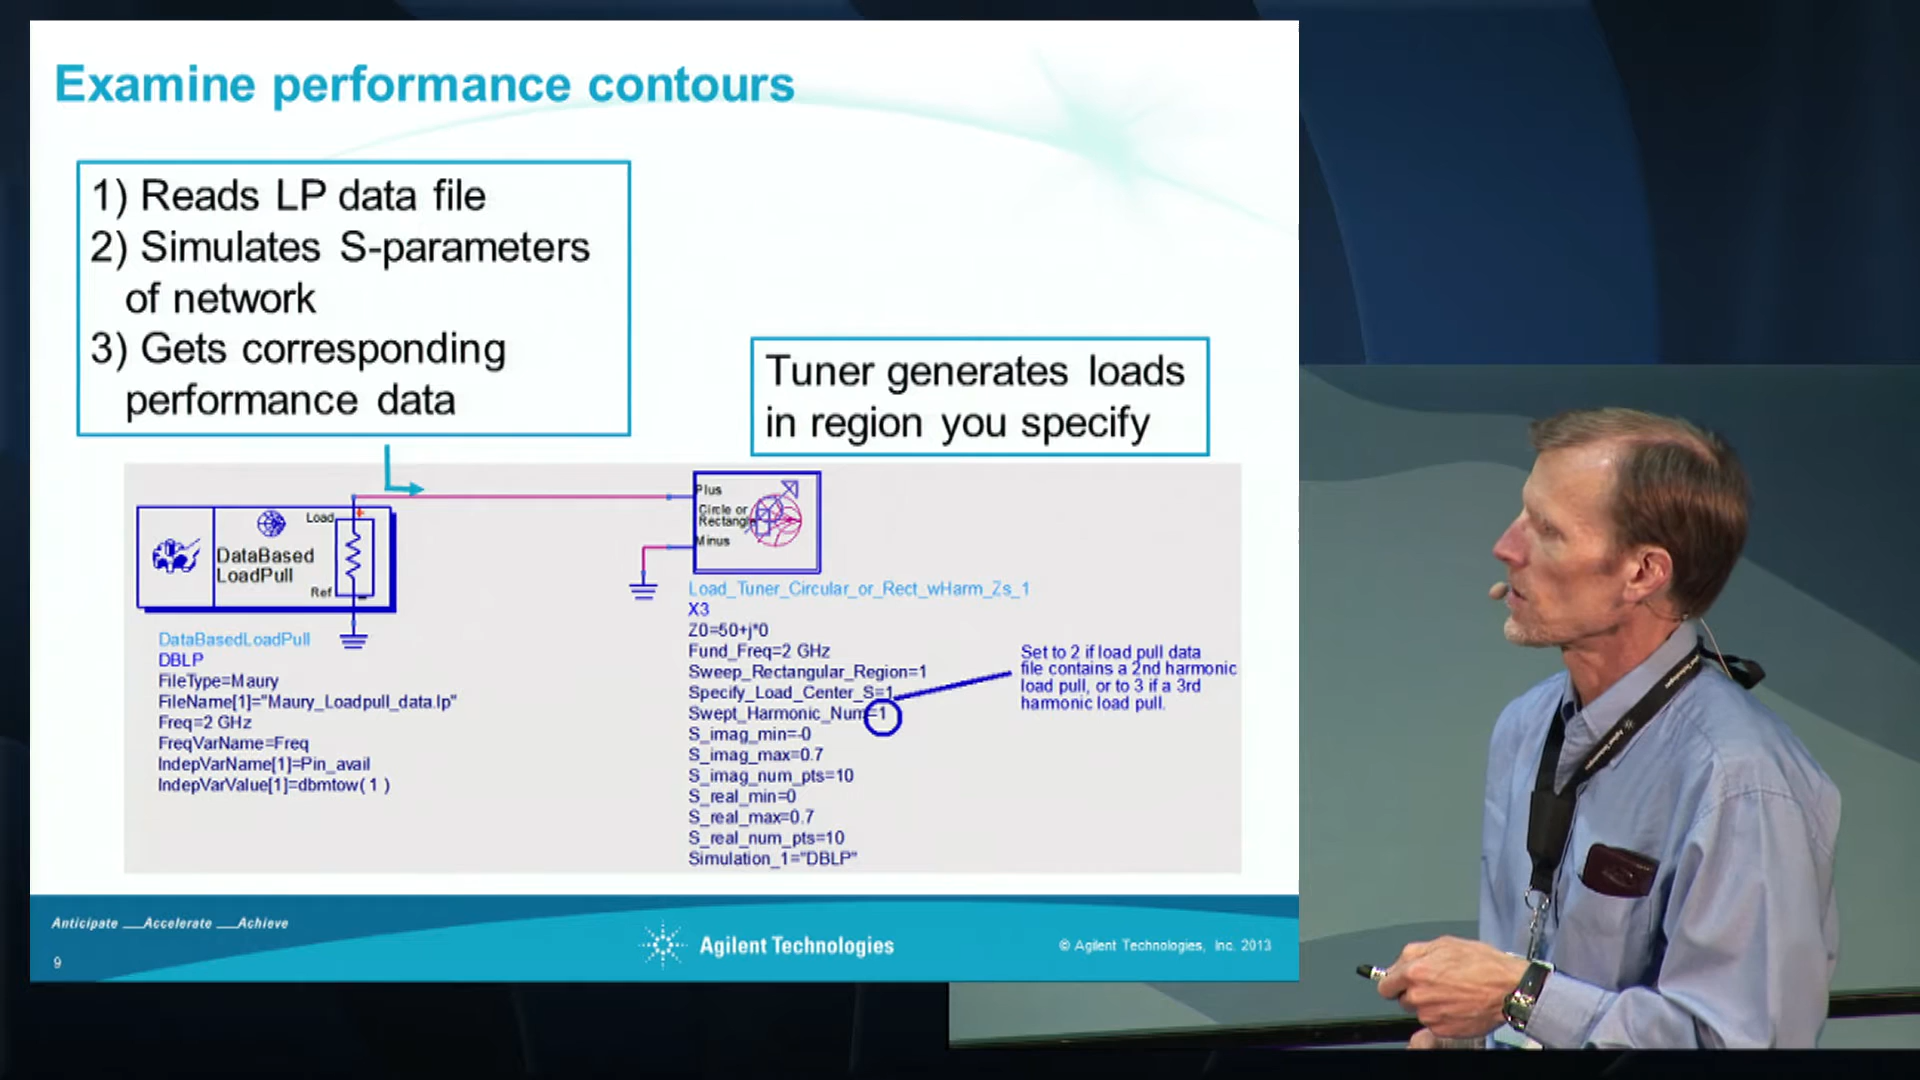 Examine performance contours
1) Reads LP data file
2) Simulates S-parameters
of network
3) Gets corresponding
performance data
Tuner generates loads
in region you specify
Load
DataBased
LoadPull
Ref
Plus
Circle or
Rectangle
Minus
DataBasedLoadPull
DBLP
FileType=Maury
FileName[1]="Maury_Loadpull_data.lp"
Freq=2 GHz
FreqVarName=Freq
IndepVarName[1]=Pin_avail
IndepVarValue[1]=dbmtow( 1 )
Load_Tuner_Circular_or_Rect_wHarm_Zs_1
X3
Z0=50+j*0
Fund_Freq=2 GHz
Sweep_Rectangular_Region=1
Specify_Load_Center_S=1
Swept_Harmonic_Num=1
S_imag_min=-0
S_imag_max=0.7
S_imag_num_pts=10
S_real_min=0
S_real_max=0.7
S_real_num_pts=10
Simulation_1="DBLP"
Set to 2 if load pull data
file contains a 2nd harmonic
load pull, or to 3 if a 3rd
harmonic load pull.
Anticipate __Accelerate __Achieve
9
Agilent Technologies
© Agilent Technologies, Inc. 2013